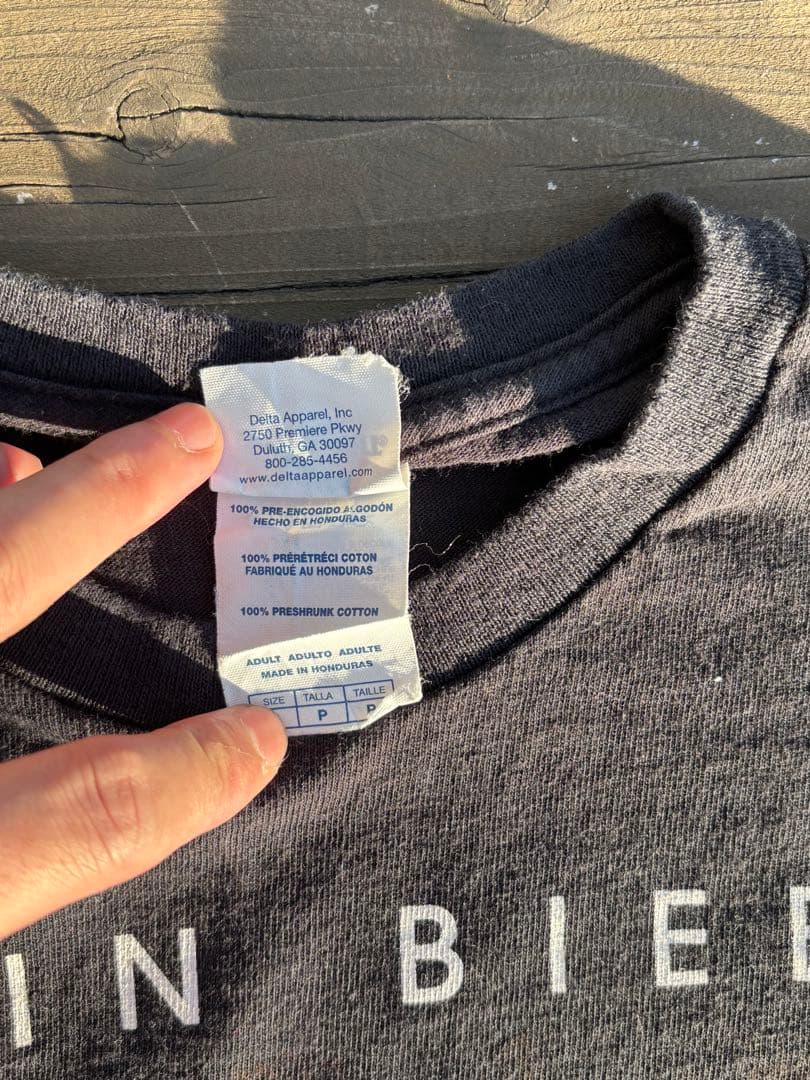 Delta Apparel, Inc
2750 Premiere Pkwy
Duluth, GA 30097
800-285-4456
www.deltaapparel.com
100% PRE-ENCOGIDO ALGODÓN
HECHO EN HONDURAS
100% PRÉRÉTRÉCI COTON
FABRIQUÉ AU HONDURAS
100% PRESHRUNK COTTON
ADULT ADULTO ADULTE
MADE IN HONDURAS
SIZE TALLA TAILLE
P P
IN BIE